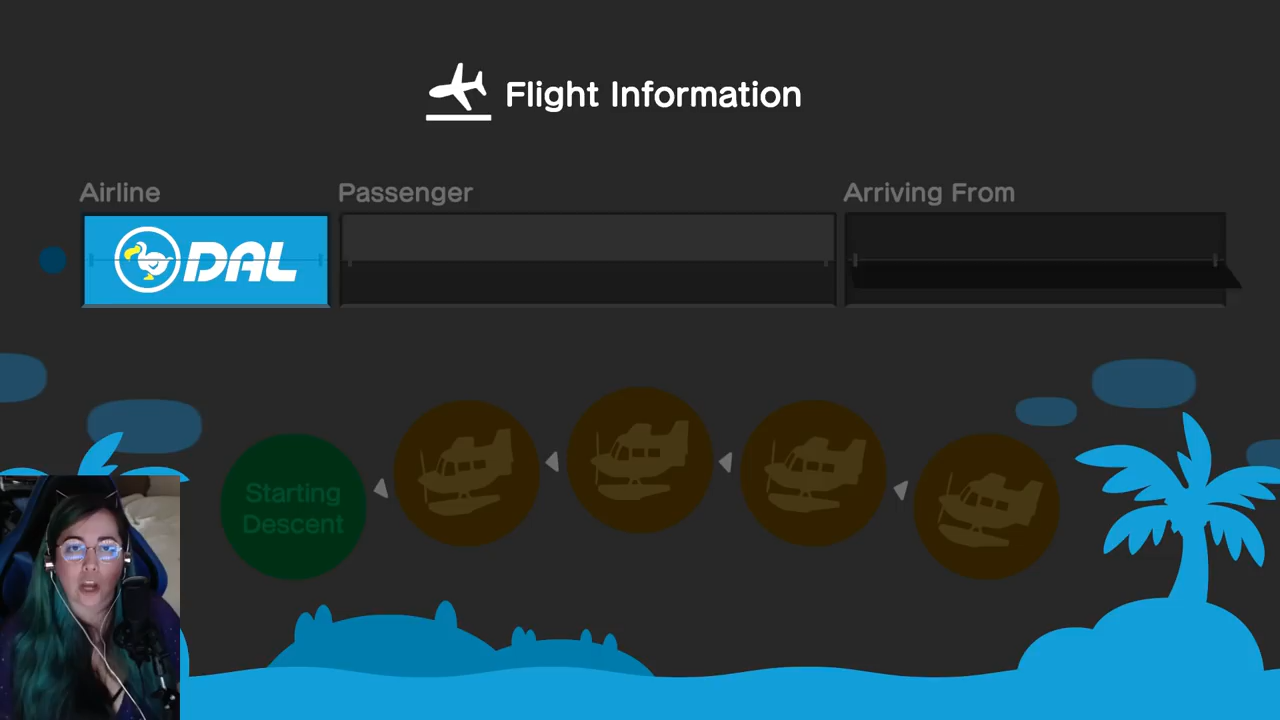 Flight Information
Airline
Passenger
Arriving From
DAL
Starting
Descent